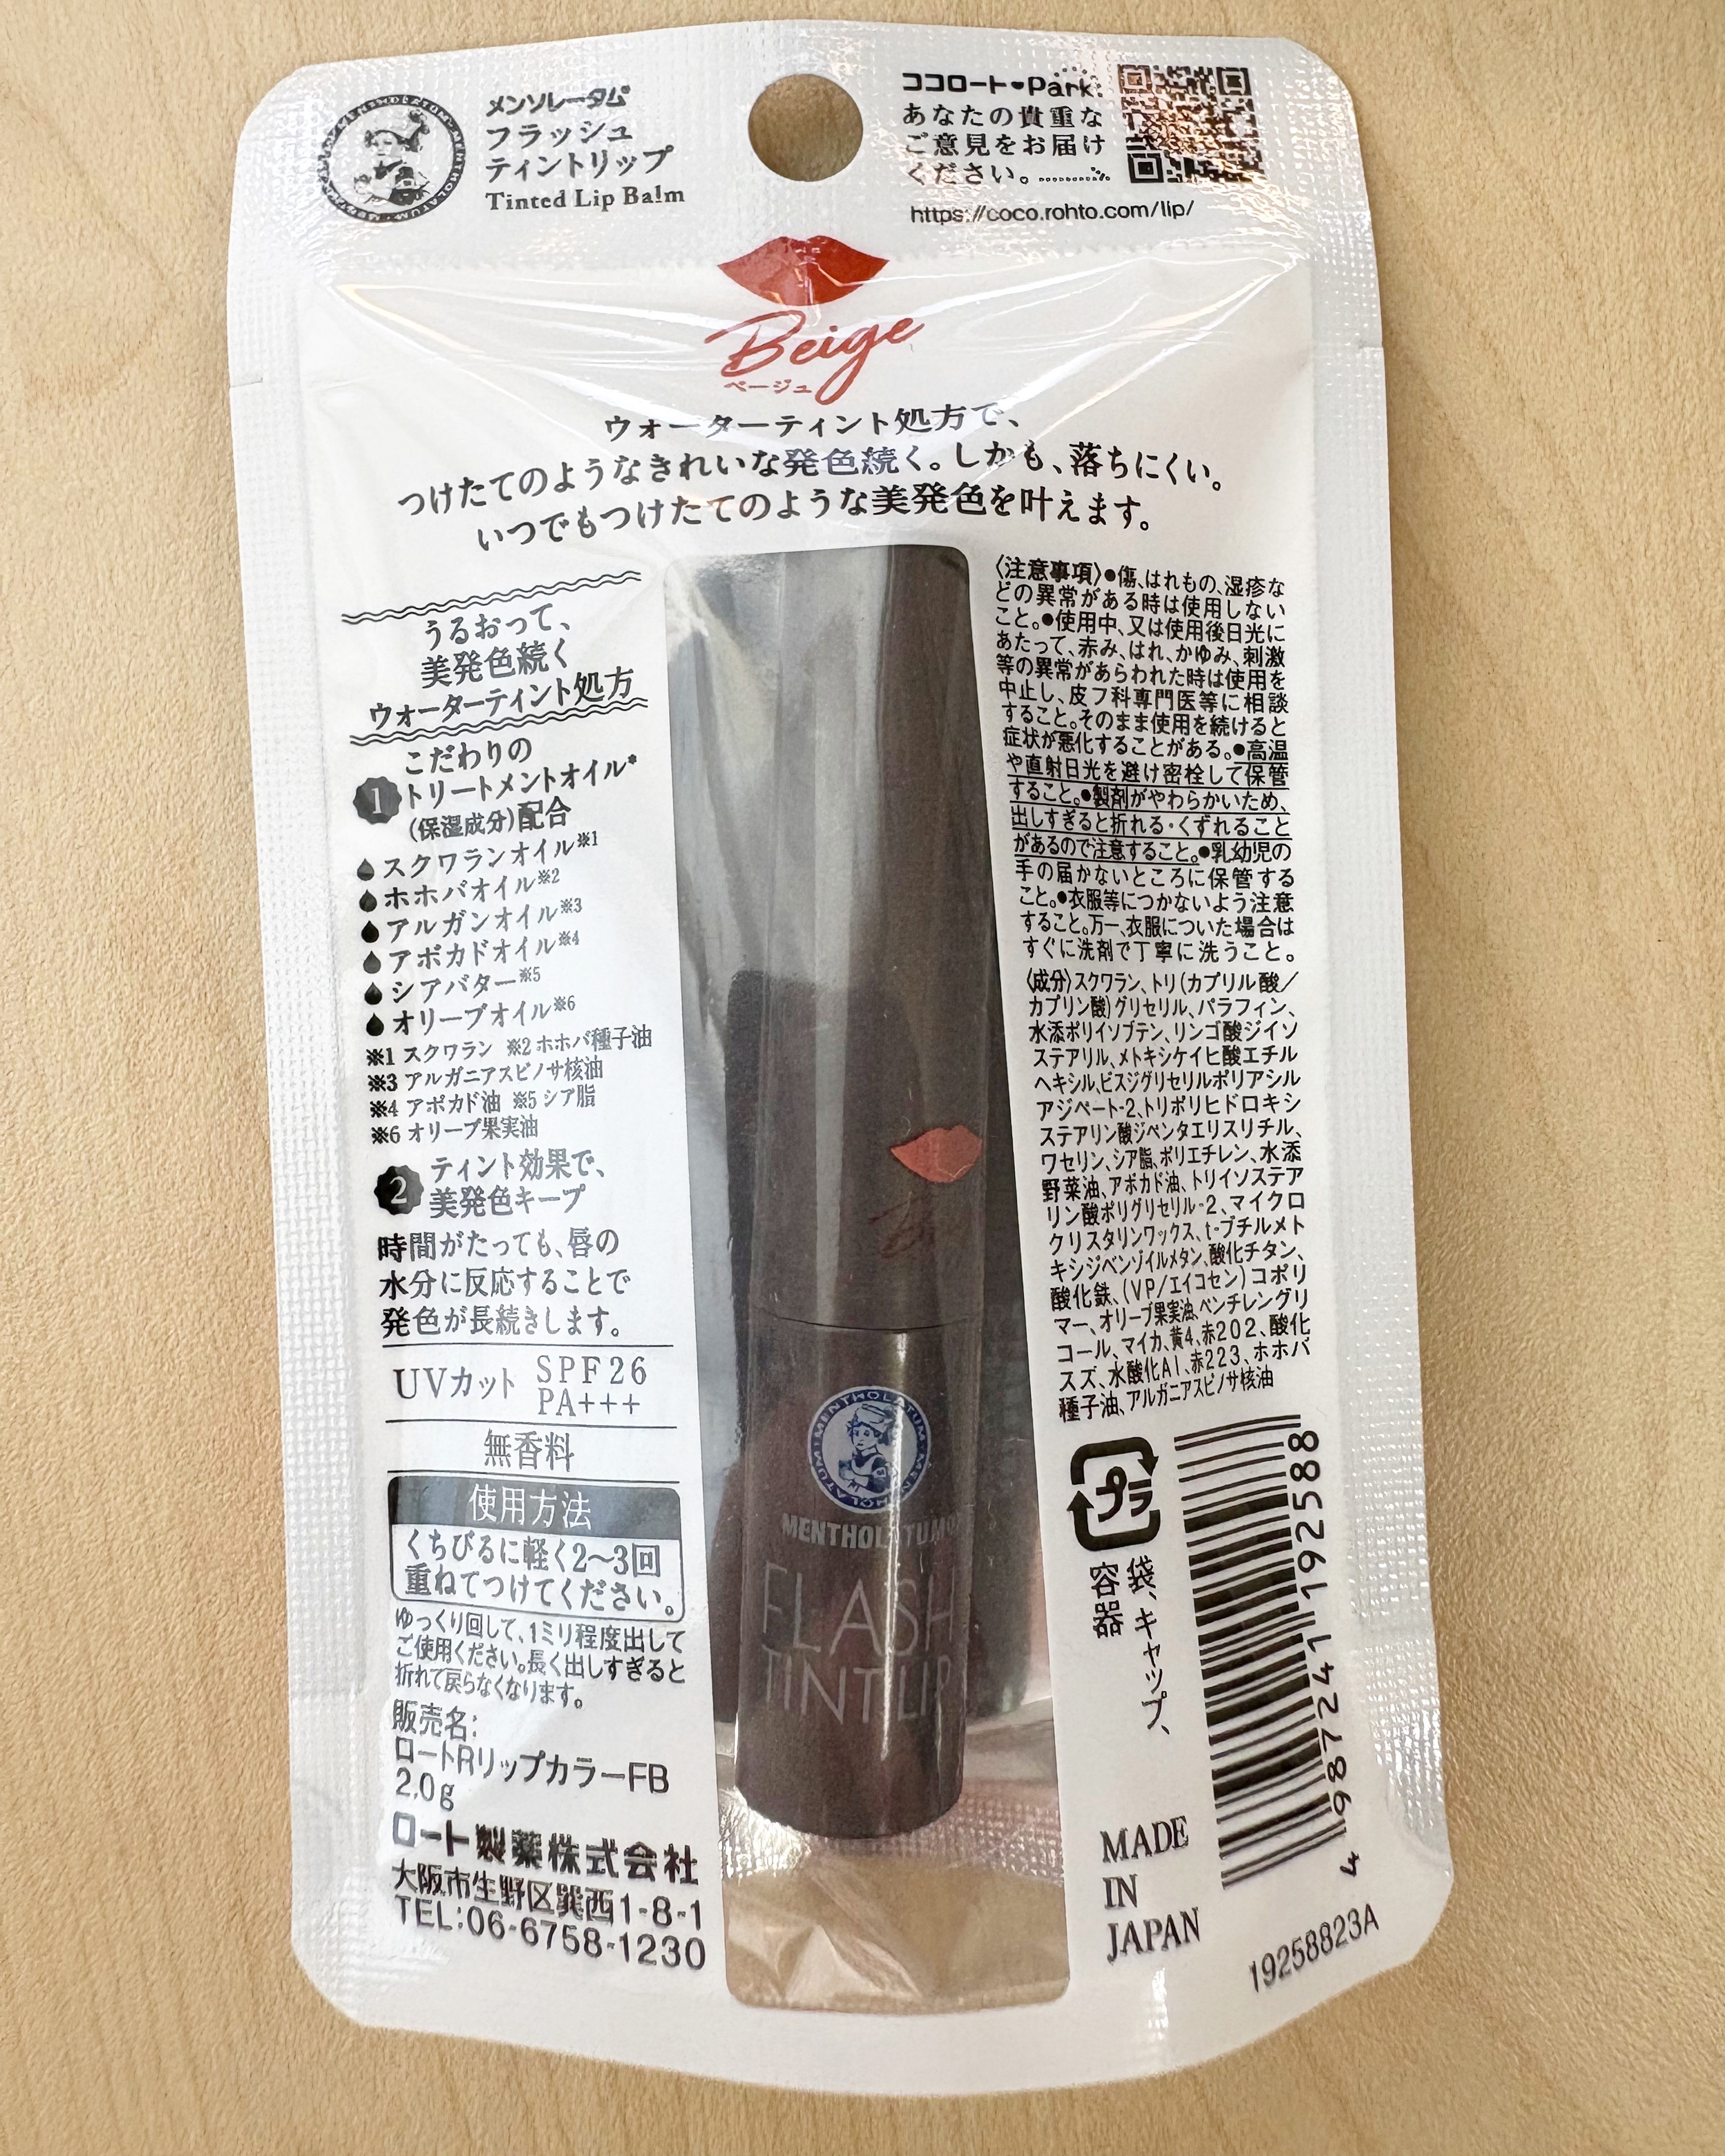 メンソレータム
フラッシュ
ティントリップ
Tinted Lip Balm
ココロート♥Park
あなたの貴重な
ご意見をお届け
ください。
https://coco.rohto.com/lip/
Beige
ベージュ
ウォーターティント処方で、
つけたてのようなきれいな発色続く。しかも、落ちにくい。
いつでもつけたてのような美発色を叶えます。
うるおって、
美発色続く
ウォーターティント処方
1 こだわりの
トリートメントオイル*
(保湿成分)配合
スクワランオイル※1
ホホバオイル※2
アルガンオイル※3
アボカドオイル※4
シアバター※5
オリーブオイル※6
※1 スクワラン ※2 ホホバ種子油
※3 アルガニアスピノサ核油
※4 アボカド油 ※5 シア脂
※6 オリーブ果実油
2 ティント効果で、
美発色キープ
時間がたっても、唇の
水分に反応することで
発色が長続きします。
UVカット SPF26
PA+++
無香料
使用方法
くちびるに軽く2〜3回
重ねてつけてください。
ゆっくり回して、1ミリ程度出して
ご使用ください。長く出しすぎると
折れて戻らなくなります。
販売名:
ロートRリップカラーFB
2.0g
ロート製薬株式会社
大阪市生野区巽西1-8-1
TEL:06-6758-1230
MENTHOLATUM
FLASH
TINT LIP
〈注意事項〉●傷、はれもの、湿疹な
どの異常がある時は使用しない
こと。●使用中、又は使用後日光に
あたって、赤み、はれ、かゆみ、刺激
等の異常があらわれた時は使用を
中止し、皮フ科専門医等に相談
すること。そのまま使用を続けると
症状が悪化することがある。●高温
や直射日光を避け密栓して保管
すること。●製剤がやわらかいため、
出しすぎると折れる・くずれること
があるので注意すること。●乳幼児の
手の届かないところに保管する
こと。●衣服等につかないよう注意
すること。万一、衣服についた場合は
すぐに洗剤で丁寧に洗うこと。
〈成分〉スクワラン、トリ(カプリル酸/
カプリン酸)グリセリル、パラフィン、
水添ポリイソブテン、リンゴ酸ジイソ
ステアリル、メトキシケイヒ酸エチル
ヘキシル、ビスジグリセリルポリアシル
アジペート-2、トリポリヒドロキシ
ステアリン酸ジペンタエリスリチル、
ワセリン、シア脂、ポリエチレン、水添
野菜油、アボカド油、トリイソステア
リン酸ポリグリセリル-2、マイクロ
クリスタリンワックス、t-ブチルメト
キシジベンゾイルメタン、酸化チタン、
酸化鉄、(VP/エイコセン)コポリ
マー、オリーブ果実油、ペンチレングリ
コール、マイカ、黄4、赤202、酸化
スズ、水酸化Al、赤223、ホホバ
種子油、アルガニアスピノサ核油
プラ
袋、キャップ、
容器
4 987241 192588
MADE
IN
JAPAN
19258823A